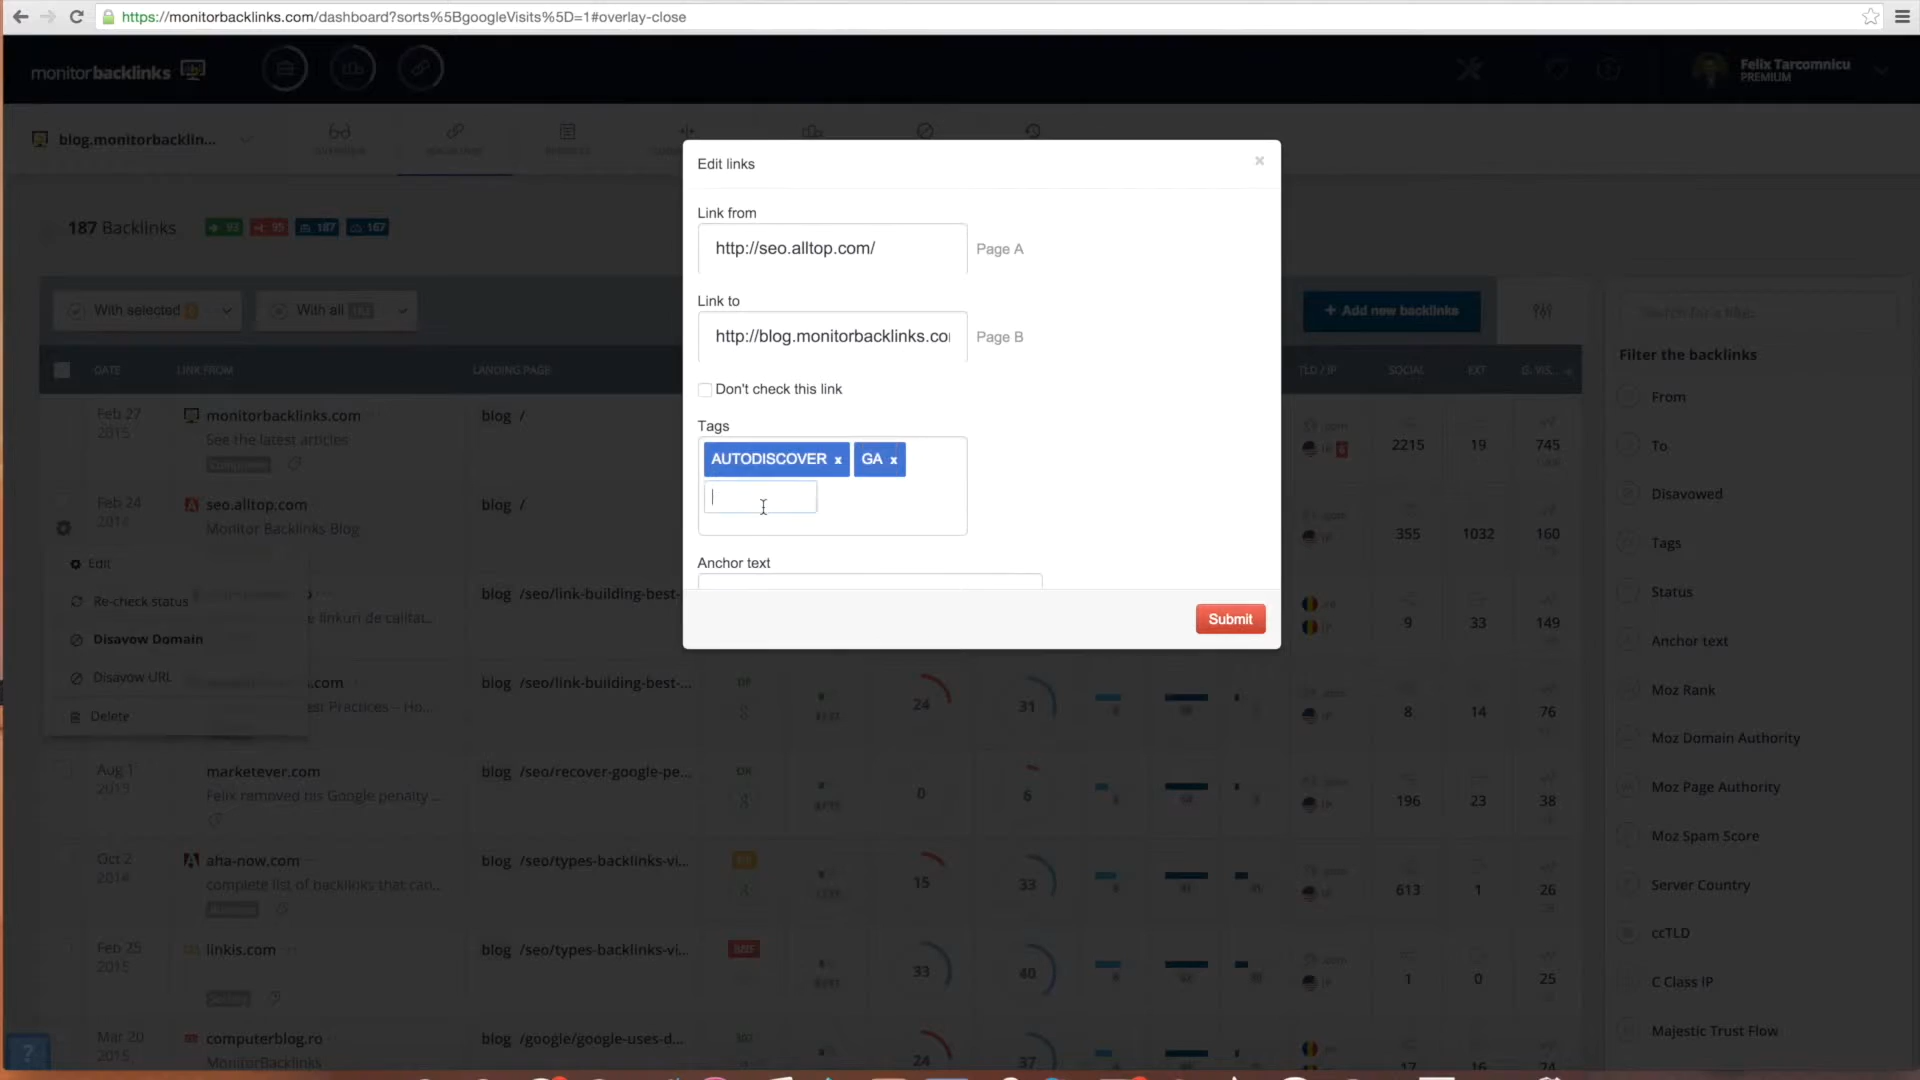 https://monitorbacklinks.com/dashboard?sorts%5BgoogleVisits%5D=1#overlay-close
monitorbacklinks
Felix Tarcomnicu
PREMIUM
blog.monitorbacklin...
187 Backlinks
93
95
187
167
With selected
With all
+ Add new backlinks
DATE
LINK FROM
LANDING PAGE
TLD / IP
SOCIAL
EXT
G. VIS...
Feb 27
2015
monitorbacklinks.com
See the latest articles
blog /
2215
19
745
seo.alltop.com
Monitor Backlinks Blog
blog /
355
1032
160
Edit
Re-check status
Disavow Domain
Disavow URL
Delete
blog /seo/link-building-best-
e linkuri de calitat...
9
33
149
s.com
est Practices – Ho...
blog /seo/link-building-best-...
24
31
8
14
76
Aug 1
marketever.com
Felix removed his Google penalty ...
blog /seo/recover-google-pe...
0
6
196
23
38
Oct 2
2014
aha-now.com
complete list of backlinks that can...
blog /seo/types-backlinks-vi...
15
33
613
1
26
Feb 25
2015
linkis.com
blog /seo/types-backlinks-vi...
33
40
1
0
25
Mar 20
2015
computerblog.ro
MonitorBacklinks
blog /google/google-uses-d...
24
37
17
16
24
Edit links
×
Link from
http://seo.alltop.com/
Page A
Link to
http://blog.monitorbacklinks.co
Page B
Don't check this link
Tags
AUTODISCOVER x
GA x
Anchor text
Submit
Filter the backlinks
From
To
Disavowed
Tags
Status
Anchor text
Moz Rank
Moz Domain Authority
Moz Page Authority
Moz Spam Score
Server Country
ccTLD
C Class IP
Majestic Trust Flow
?